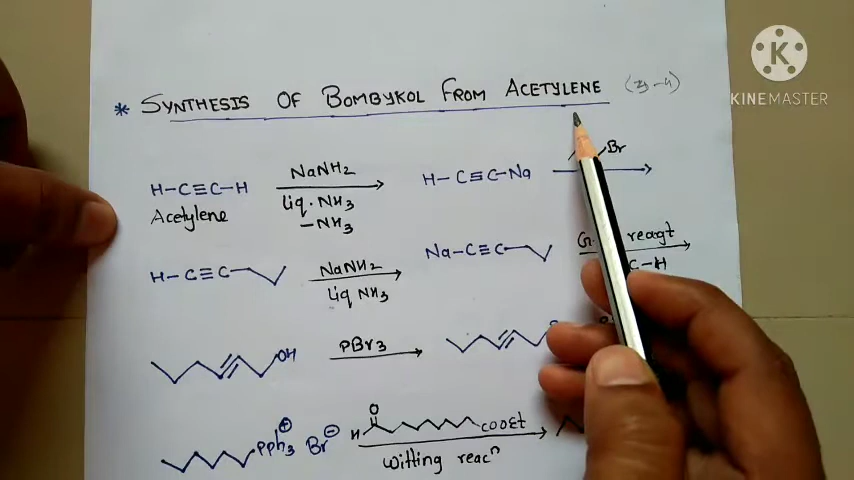 * SYNTHESIS OF BOMBYKOL FROM ACETYLENE
K
KINEMASTER
H-C≡C-H NaNH2 H-C≡C-Na Br
Acetylene liq. NH3
-NH3
H-C≡C NaNH2 Na-C≡C reagt
liq NH3 C-H
OH PBr3
PPh3 ⊕ Br ⊖ H O COOEt
witting reacn